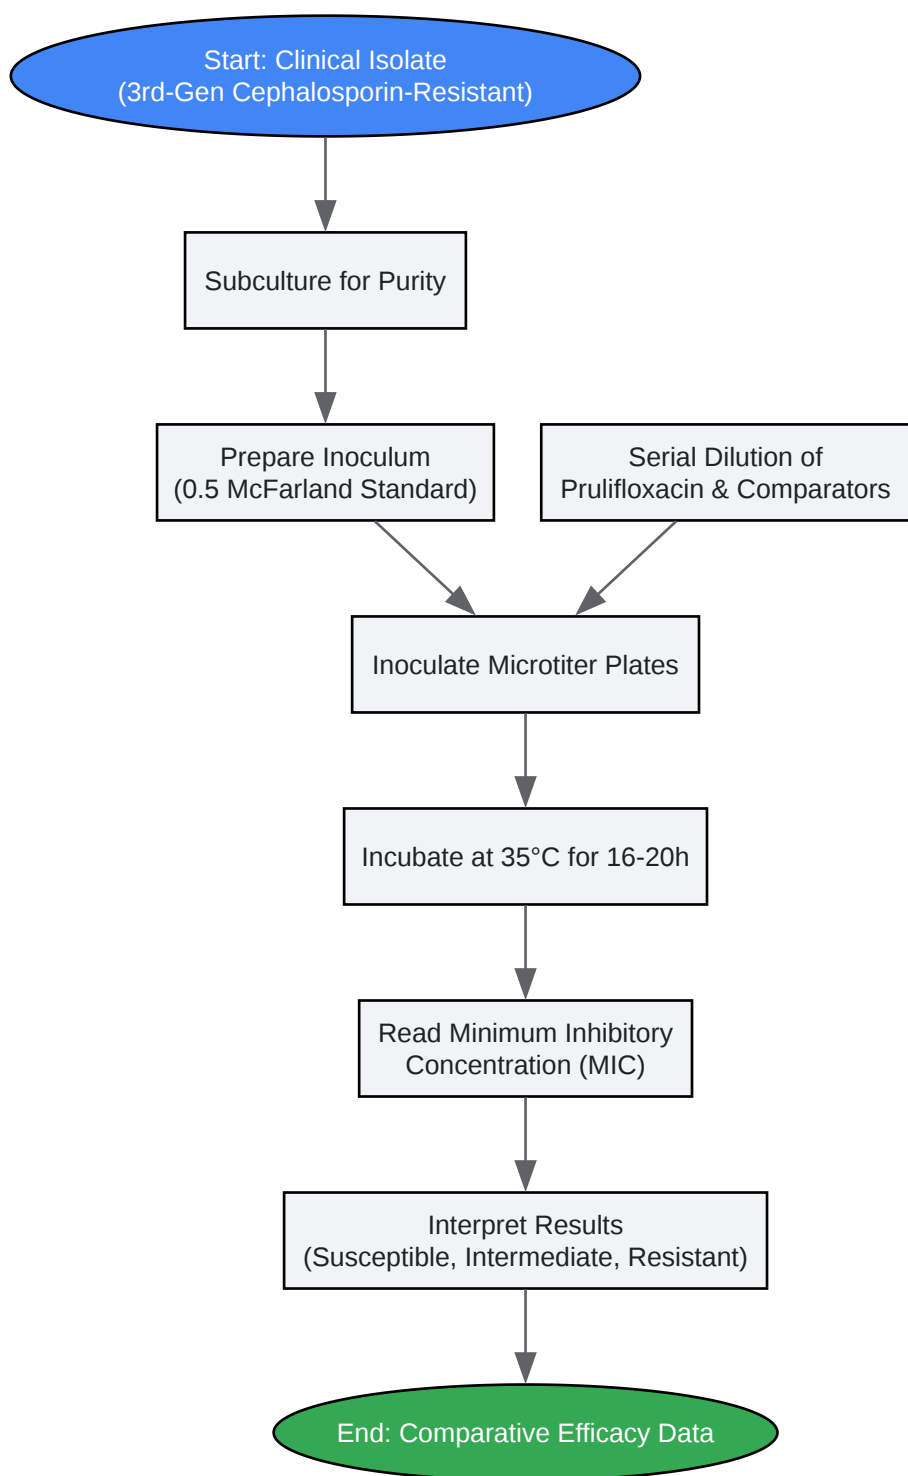 Start: Clinical Isolate
(3rd-Gen Cephalosporin-Resistant)
Subculture for Purity
Prepare Inoculum
(0.5 McFarland Standard)
Serial Dilution of
Prulifloxacin & Comparators
Inoculate Microtiter Plates
Incubate at 35°C for 16-20h
Read Minimum Inhibitory
Concentration (MIC)
Interpret Results
(Susceptible, Intermediate, Resistant)
End: Comparative Efficacy Data